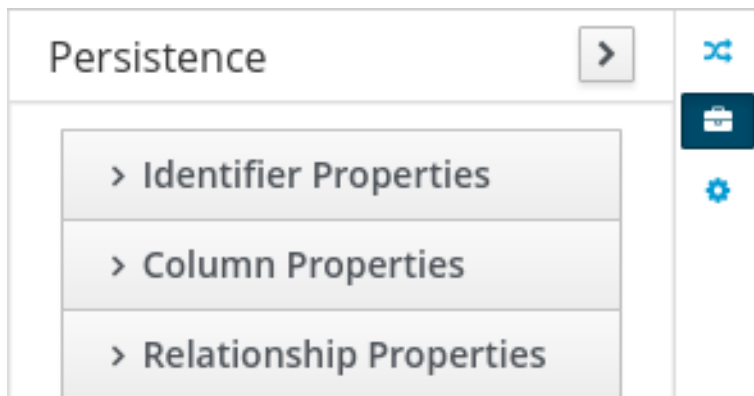 Persistence
Identifier Properties
Column Properties
Relationship Properties